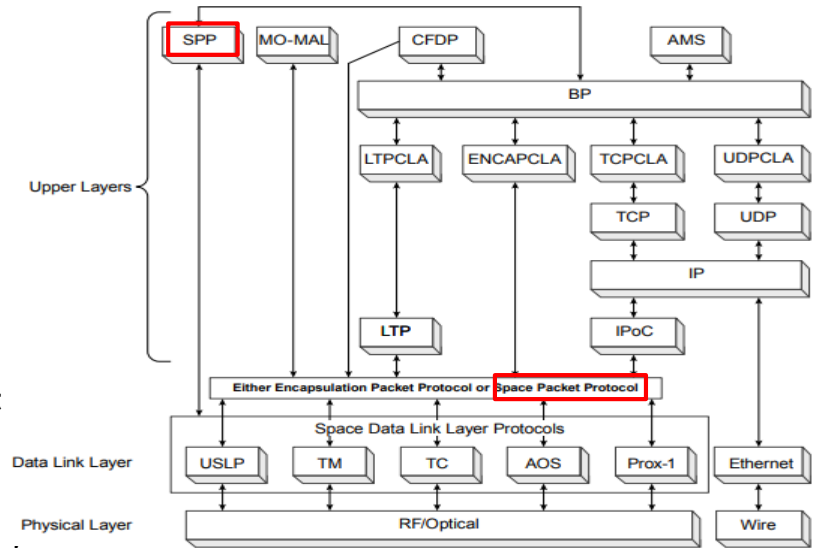 SPP
MO-MAL
CFDP
AMS
BP
LTPCLA
ENCAPCLA
TCPCLA
UDPCLA
Upper Layers
TCP
UDP
IP
LTP
IPoC
Either Encapsulation Packet Protocol or Space Packet Protocol
Space Data Link Layer Protocols
Data Link Layer
USLP
TM
TC
AOS
Prox-1
Ethernet
Physical Layer
RF/Optical
Wire